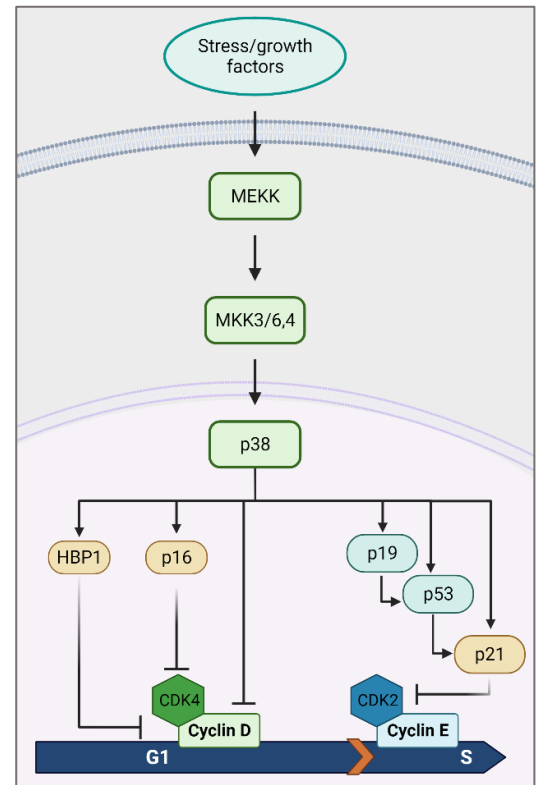 Stress/growth
factors
MEKK
MKK3/6,4
p38
HBP1
p16
p19
p53
p21
CDK4
Cyclin D
CDK2
Cyclin E
G1
S